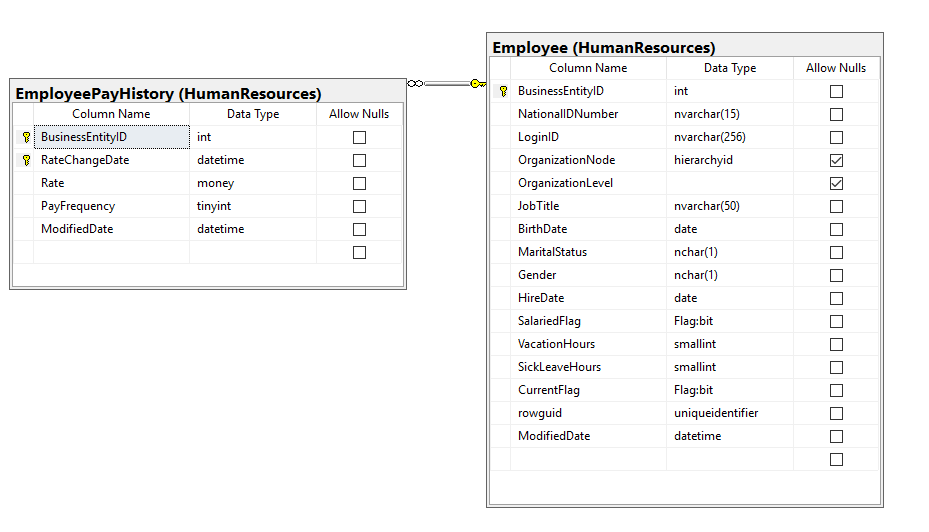 EmployeePayHistory (HumanResources)
Column Name Data Type Allow Nulls
BusinessEntityID int
RateChangeDate datetime
Rate money
PayFrequency tinyint
ModifiedDate datetime
Employee (HumanResources)
Column Name Data Type Allow Nulls
BusinessEntityID int
NationalIDNumber nvarchar(15)
LoginID nvarchar(256)
OrganizationNode hierarchyid
OrganizationLevel
JobTitle nvarchar(50)
BirthDate date
MaritalStatus nchar(1)
Gender nchar(1)
HireDate date
SalariedFlag Flag:bit
VacationHours smallint
SickLeaveHours smallint
CurrentFlag Flag:bit
rowguid uniqueidentifier
ModifiedDate datetime